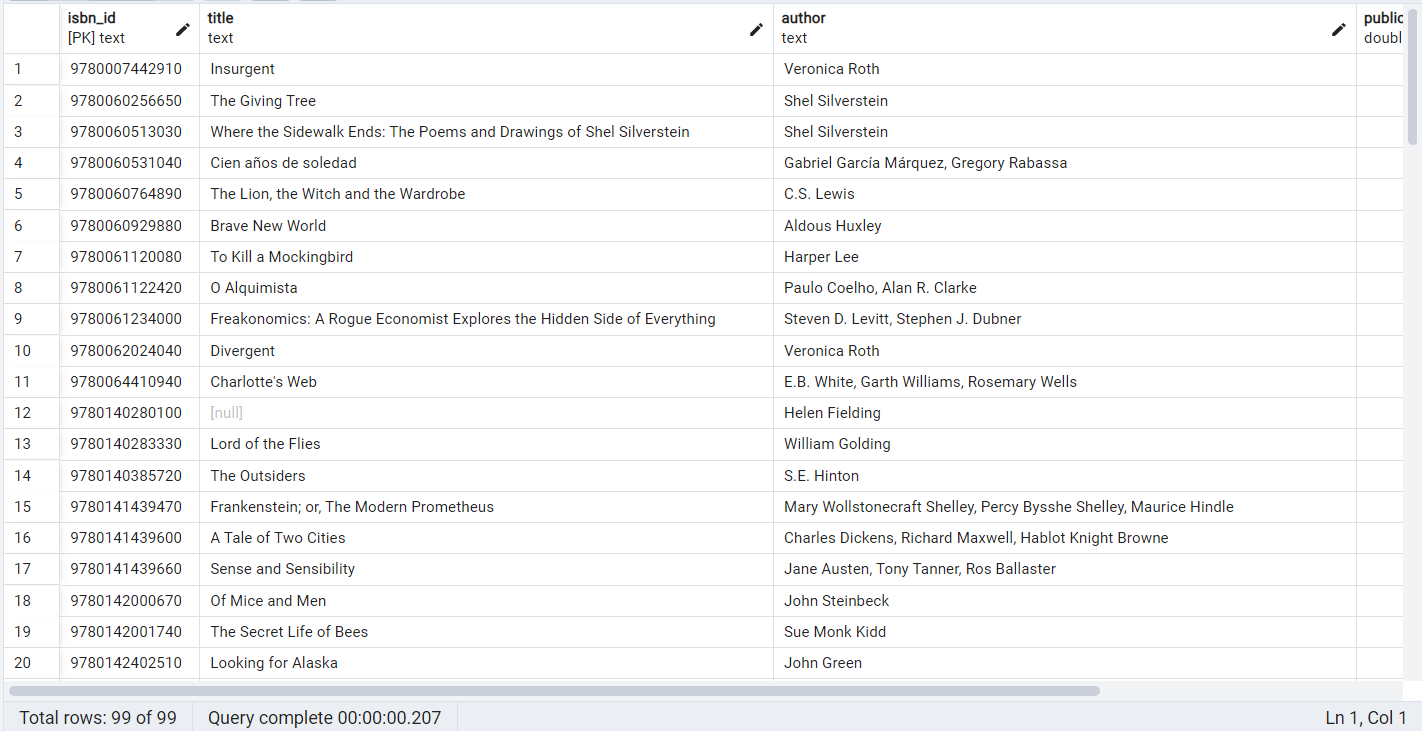 isbn_id title author public
[PK] text text text doubl
1 9780007442910 Insurgent Veronica Roth
2 9780060256650 The Giving Tree Shel Silverstein
3 9780060513030 Where the Sidewalk Ends: The Poems and Drawings of Shel Silverstein Shel Silverstein
4 9780060531040 Cien años de soledad Gabriel García Márquez, Gregory Rabassa
5 9780060764890 The Lion, the Witch and the Wardrobe C.S. Lewis
6 9780060929880 Brave New World Aldous Huxley
7 9780061120080 To Kill a Mockingbird Harper Lee
8 9780061122420 O Alquimista Paulo Coelho, Alan R. Clarke
9 9780061234000 Freakonomics: A Rogue Economist Explores the Hidden Side of Everything Steven D. Levitt, Stephen J. Dubner
10 9780062024040 Divergent Veronica Roth
11 9780064410940 Charlotte's Web E.B. White, Garth Williams, Rosemary Wells
12 9780140280100 [null] Helen Fielding
13 9780140283330 Lord of the Flies William Golding
14 9780140385720 The Outsiders S.E. Hinton
15 9780141439470 Frankenstein; or, The Modern Prometheus Mary Wollstonecraft Shelley, Percy Bysshe Shelley, Maurice Hindle
16 9780141439600 A Tale of Two Cities Charles Dickens, Richard Maxwell, Hablot Knight Browne
17 9780141439660 Sense and Sensibility Jane Austen, Tony Tanner, Ros Ballaster
18 9780142000670 Of Mice and Men John Steinbeck
19 9780142001740 The Secret Life of Bees Sue Monk Kidd
20 9780142402510 Looking for Alaska John Green
Total rows: 99 of 99 Query complete 00:00:00.207 Ln 1, Col 1